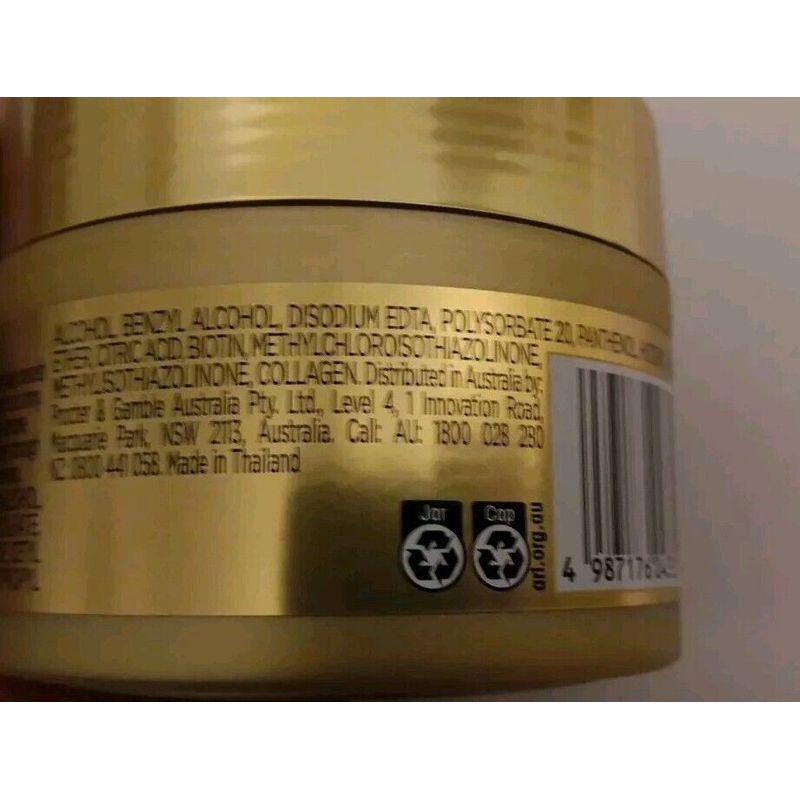 ALCOHOL, BENZYL ALCOHOL, DISODIUM EDTA, POLYSORBATE 20, PANTHENOL,
ETHER, CITRIC ACID, BIOTIN, METHYLCHLOROISOTHIAZOLINONE,
METHYLISOTHIAZOLINONE, COLLAGEN. Distributed in Australia by:
Procter & Gamble Australia Pty. Ltd., Level 4, 1 Innovation Road,
Macquarie Park, NSW 2113, Australia. Call: AU: 1800 028 280
NZ: 0800 441 058. Made in Thailand
Jar
Cap
arl.org.au
4 987176